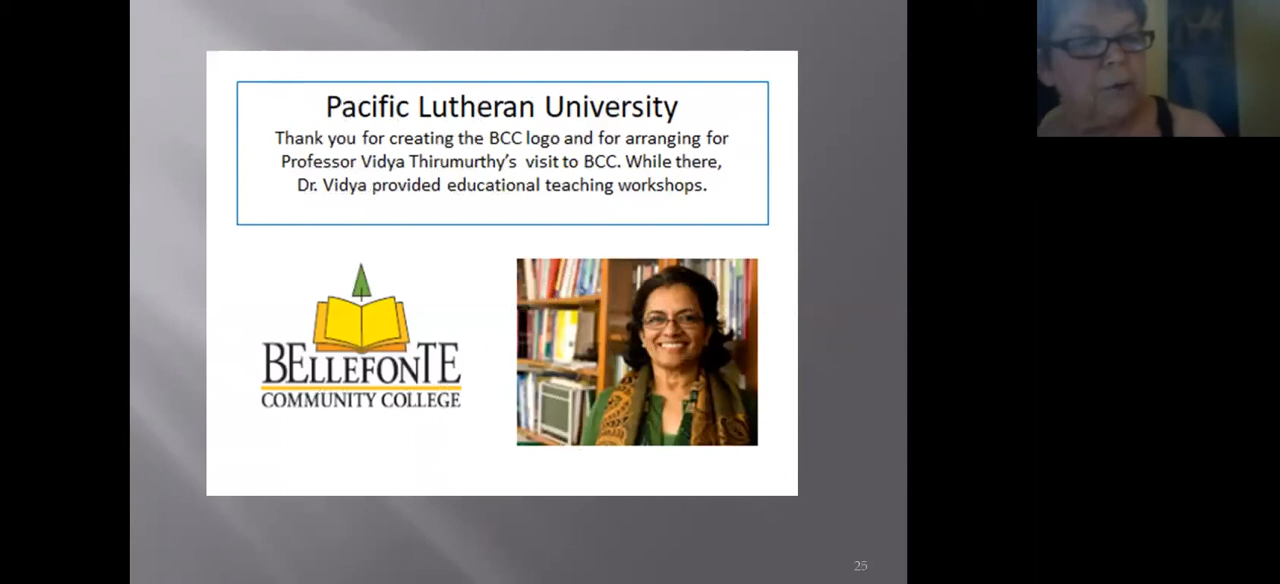 Pacific Lutheran University
Thank you for creating the BCC logo and for arranging for
Professor Vidya Thirumurthy's visit to BCC. While there,
Dr. Vidya provided educational teaching workshops.
BELLEFONTE
COMMUNITY COLLEGE
25